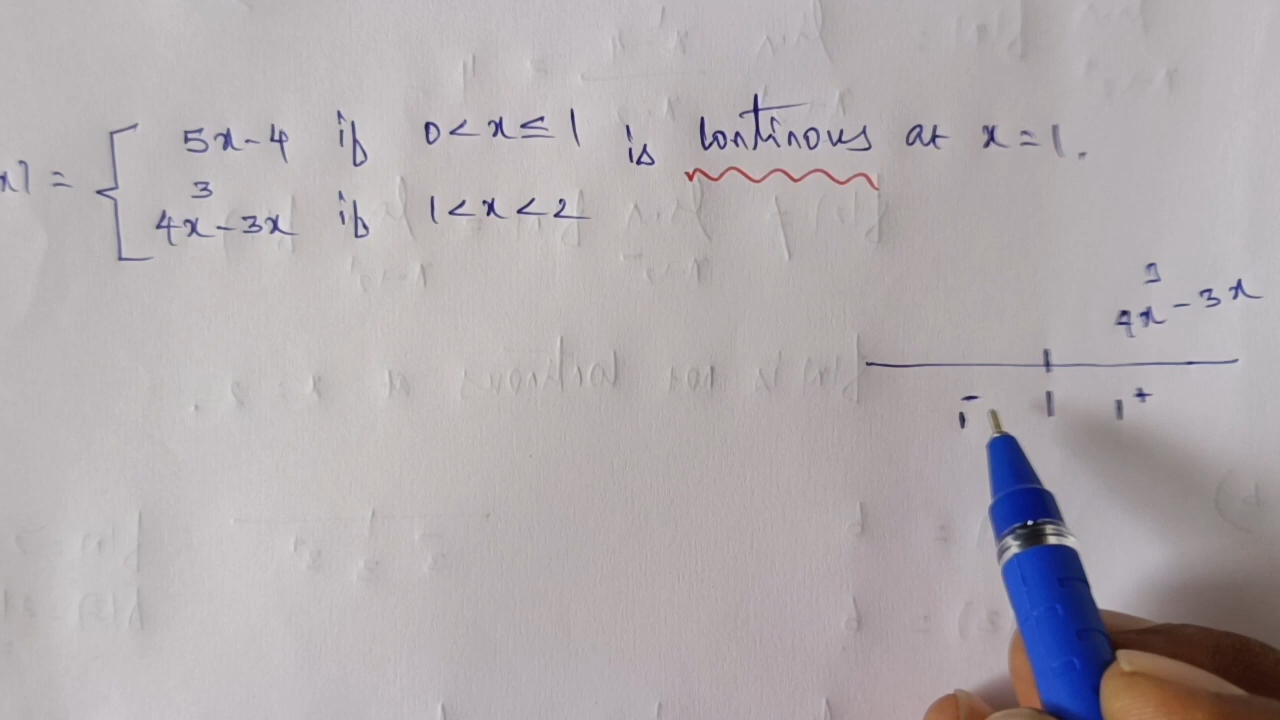 x) = { 5x-4 if 0<x≤1 is continous at x=1.
4x³-3x if 1<x<2
4x³-3x
1⁻ 1 1⁺